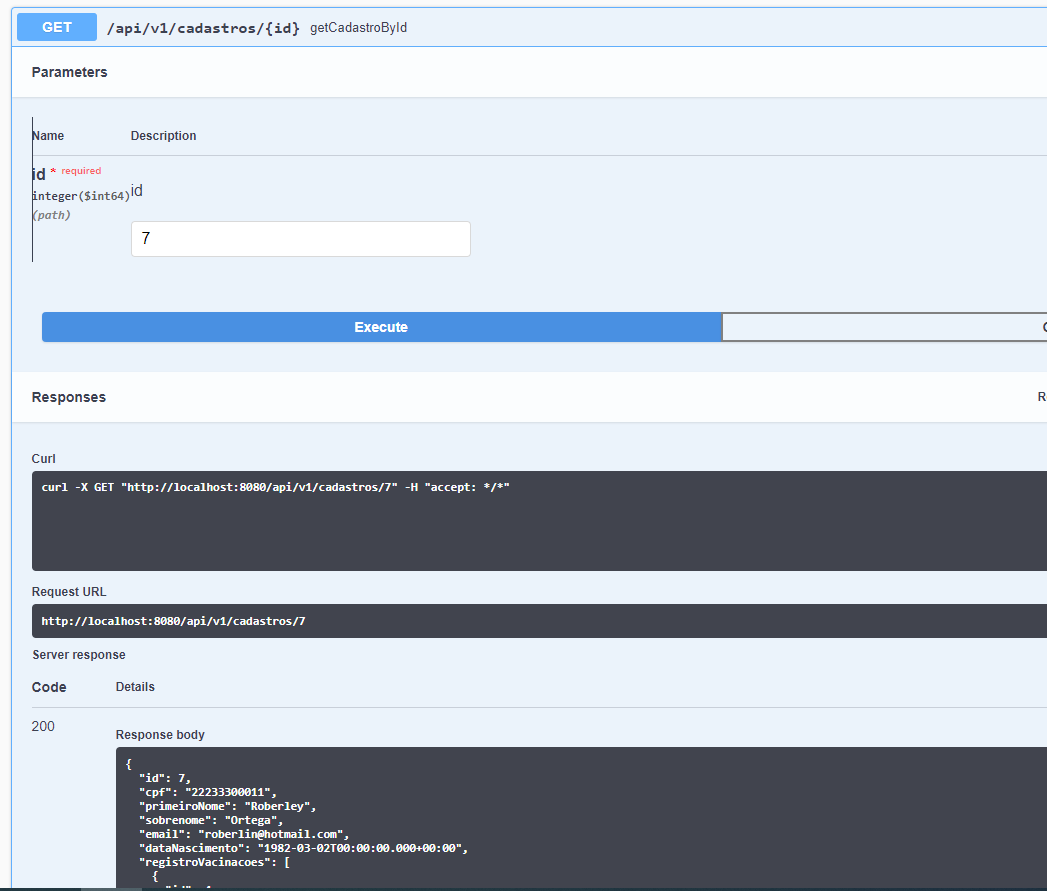 GET /api/v1/cadastros/{id} getCadastroById
Parameters
Name Description
id * required
integer($int64)
(path)
id
7
Execute
Responses
Curl
curl -X GET "http://localhost:8080/api/v1/cadastros/7" -H "accept: */*"
Request URL
http://localhost:8080/api/v1/cadastros/7
Server response
Code Details
200
Response body
{
"id": 7,
"cpf": "22233300011",
"primeiroNome": "Roberley",
"sobrenome": "Ortega",
"email": "roberlin@hotmail.com",
"dataNascimento": "1982-03-02T00:00:00.000+00:00",
"registroVacinacoes": [
{